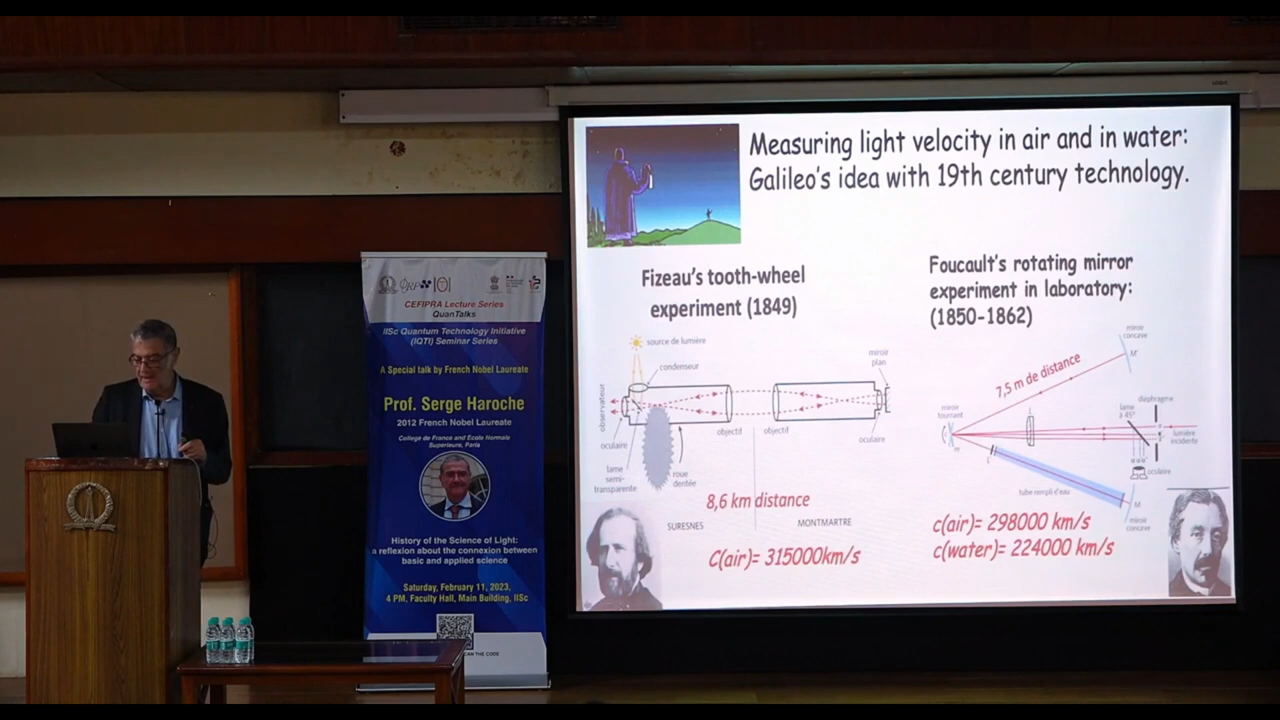 CEFIPRA Lecture Series
QuanTalks
IISc Quantum Technology Initiative
(IQTI) Seminar Series
A Special talk by French Nobel Laureate
Prof. Serge Haroche
2012 French Nobel Laureate
College de France and Ecole Normale
Superieure, Paris
History of the Science of Light:
a reflexion about the connexion between
basic and applied science
Saturday, February 11, 2023,
4 PM, Faculty Hall, Main Building, IISc
CAN THE CODE
Measuring light velocity in air and in water:
Galileo's idea with 19th century technology.
Fizeau's tooth-wheel
experiment (1849)
source de lumière
condenseur
miroir
plan
observateur
objectif
objectif
oculaire
oculaire
lame
semi-
transparente
roue
dentée
8,6 km distance
SURESNES
MONTMARTRE
C(air)= 315000km/s
Foucault's rotating mirror
experiment in laboratory:
(1850-1862)
miroir
concave
M'
7,5 m de distance
miroir
tournant
lame
à 45°
diaphragme
lumière
incidente
L
oculaire
tube rempli d'eau
M
miroir
concave
c(air)= 298000 km/s
c(water)= 224000 km/s